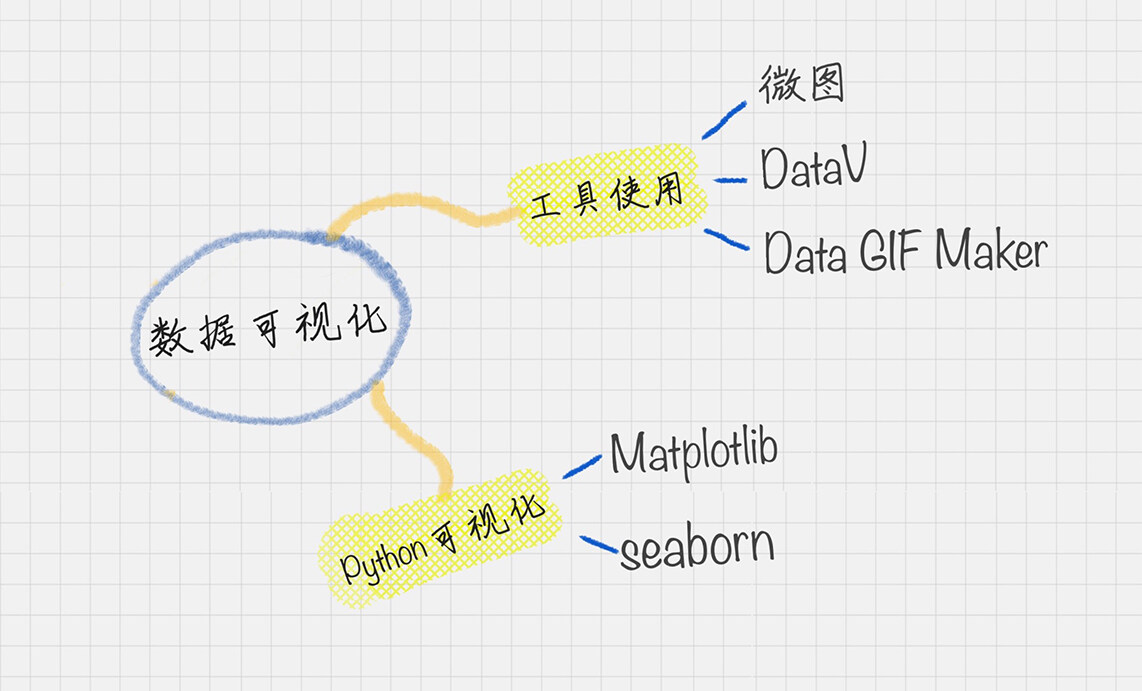 数据可视化
工具使用
微图
DataV
Data GIF Maker
Python可视化
Matplotlib
seaborn